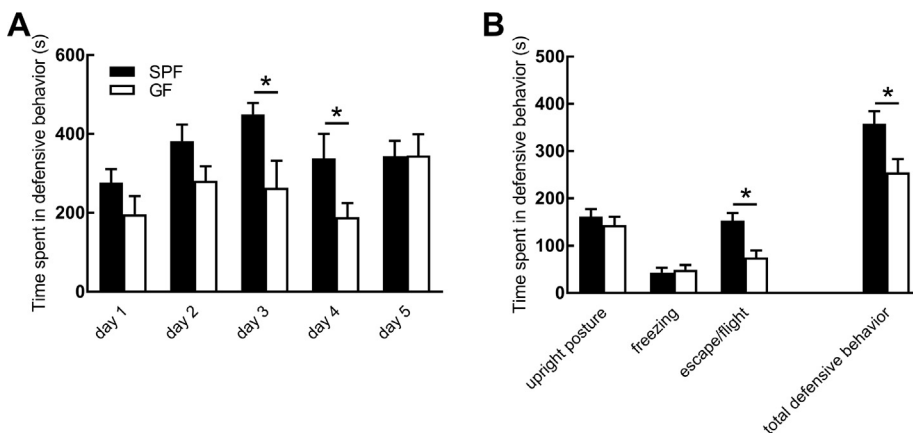 A
Time spent in defensive behavior (s)
600
400
200
0
SPF
GF
*
*
day 1
day 2
day 3
day 4
day 5
B
Time spent in defensive behavior (s)
500
400
300
200
100
0
*
*
upright posture
freezing
escape/flight
total defensive behavior